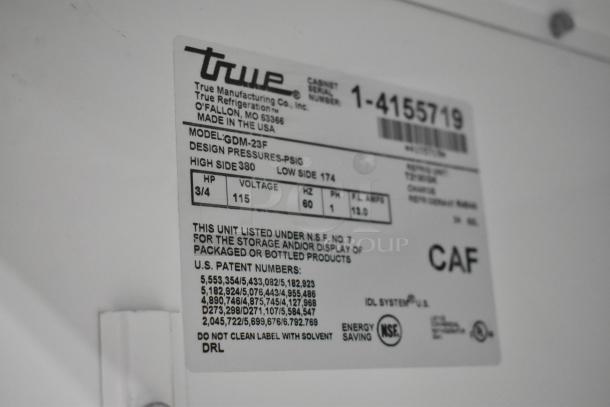 true®
CABINET
SERIAL
NUMBER:
1-4155719
True Manufacturing Co., Inc.
True Refrigeration™
O'FALLON, MO 63366
MADE IN THE USA
MODEL: GDM-23F
DESIGN PRESSURES-PSIG
HIGH SIDE 380 LOW SIDE 174
HP VOLTAGE HZ PH F.L. AMPS
3/4 115 60 1 13.0
THIS UNIT LISTED UNDER N.S.F. NO. 7
FOR THE STORAGE AND/OR DISPLAY OF
PACKAGED OR BOTTLED PRODUCTS
CAF
U.S. PATENT NUMBERS:
5,553,354/5,433,082/5,182,923
5,182,924/5,076,443/4,955,486
4,890,746/4,875,745/4,127,968
D273,298/D271,107/5,584,547
2,045,722/5,699,676/6,792,769
IDL SYSTEM® U.S.
ENERGY
SAVING
NSF
DO NOT CLEAN LABEL WITH SOLVENT
DRL
UL
GROUP